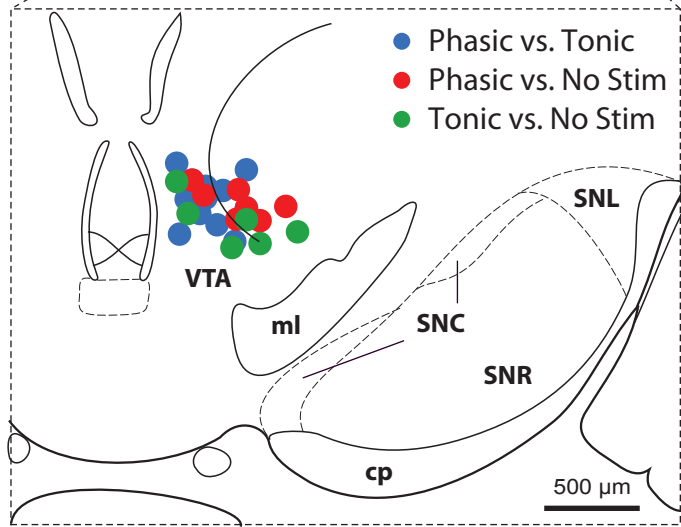 Phasic vs. Tonic
Phasic vs. No Stim
Tonic vs. No Stim
SNL
VTA
ml
SNC
SNR
cp
500 µm